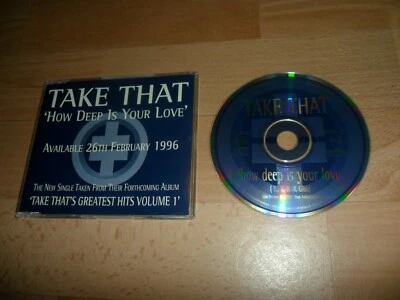 TAKE THAT
'HOW DEEP IS YOUR LOVE'
AVAILABLE 26TH FEBRUARY 1996
THE NEW SINGLE TAKEN FROM THEIR FORTHCOMING ALBUM
'TAKE THAT'S GREATEST HITS VOLUME 1'
TAKE THAT
how deep is your love